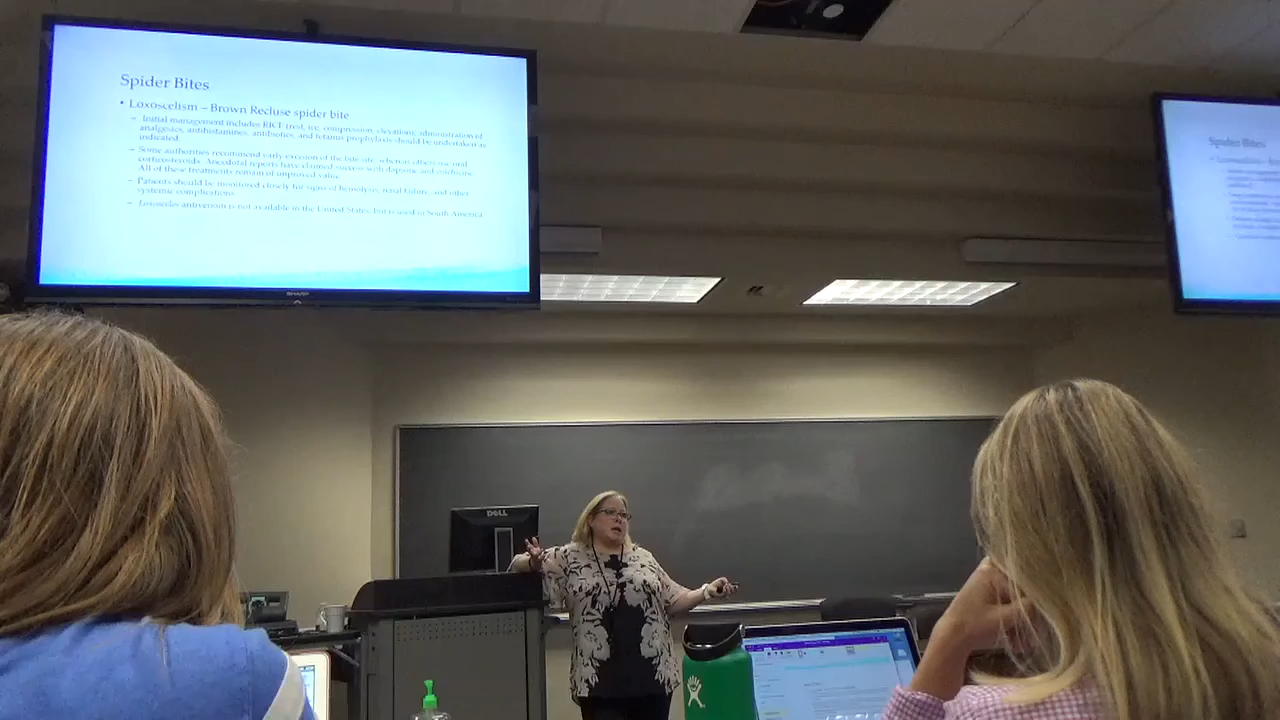 Spider Bites
• Loxoscelism – Brown Recluse spider bite
– Initial management includes RICE (rest, ice, compression, elevation), administration of
analgesics, antihistamines, antibiotics, and tetanus prophylaxis should be undertaken as
indicated.
– Some authorities recommend early excision of the bite site, whereas others use oral
corticosteroids. Anecdotal reports have claimed success with dapsone and colchicine.
All of these treatments remain of unproved value.
– Patients should be monitored closely for signs of hemolysis, renal failure, and other
systemic complications.
– Loxosceles antivenom is not available in the United States, but is used in South America
SHARP
Spider Bites
DELL